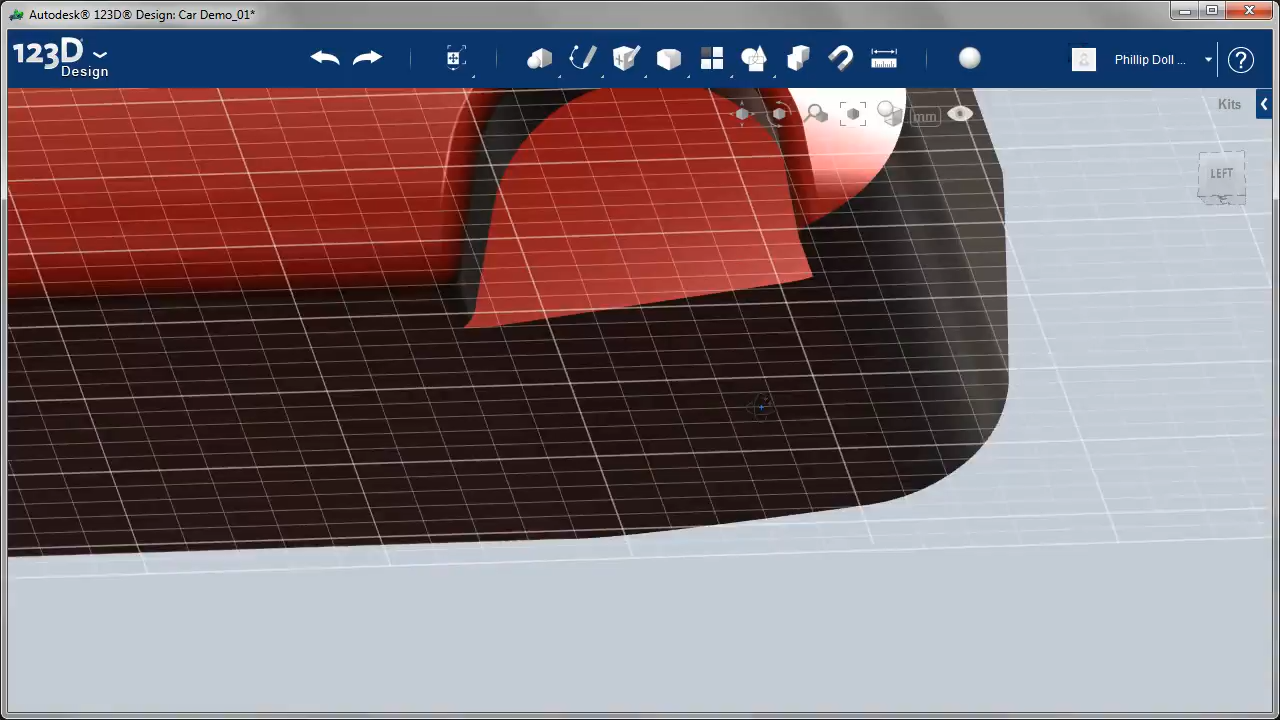 Autodesk® 123D® Design: Car Demo_01*
123D
Design
Phillip Doll ...
?
Kits
mm
LEFT